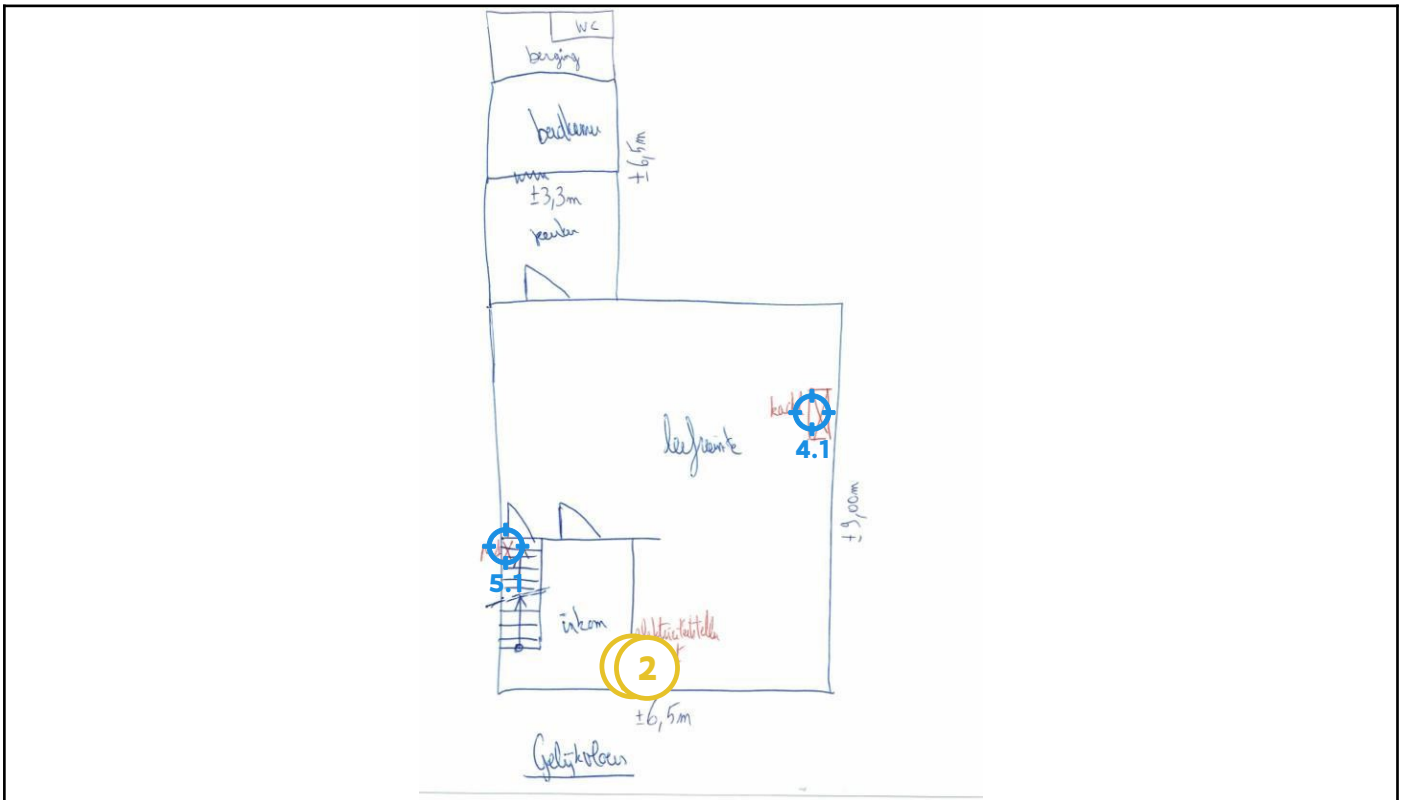 WC
berging
badkamer
± 9,5m
±3,3m
keuken
4.1
leefruimte
± 9,00m
5.1
inkom
2
±6,5m
Gelijkvloers